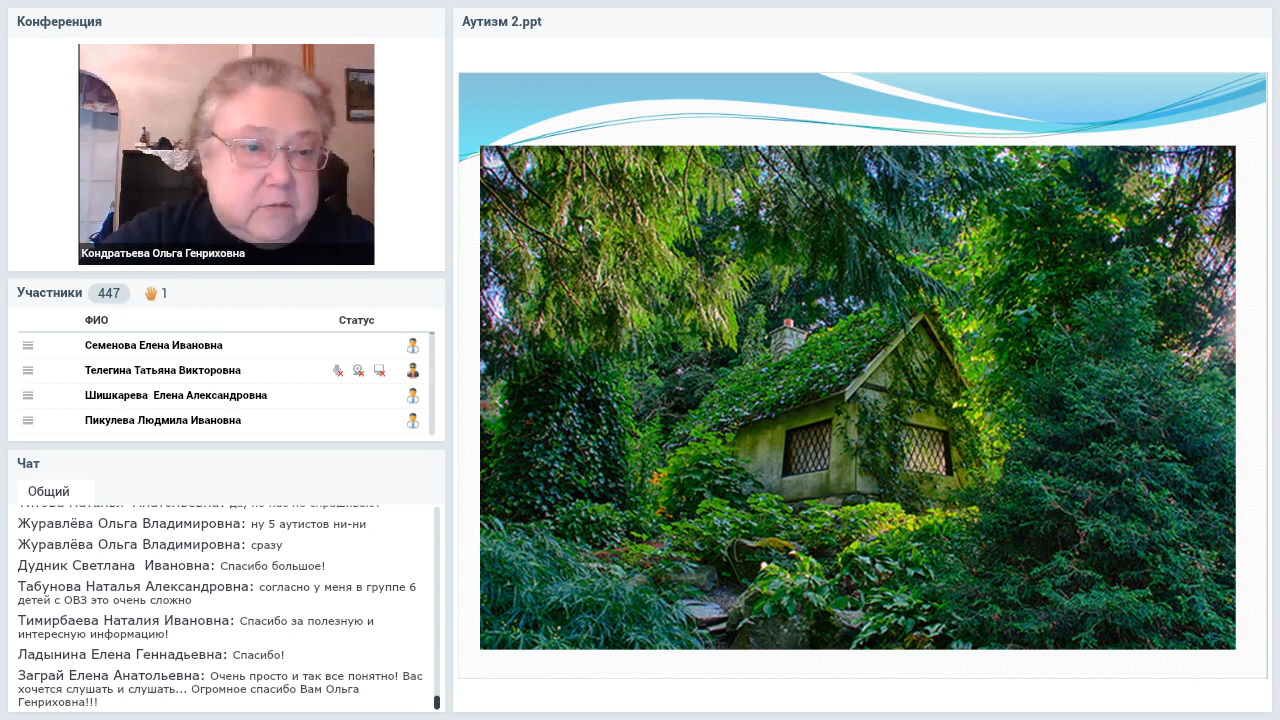 Конференция
Кондратьева Ольга Генриховна
Участники 447 1
ФИО Статус
Семенова Елена Ивановна
Телегина Татьяна Викторовна
Шишкарева Елена Александровна
Пикулева Людмила Ивановна
Чат
Общий
Журавлёва Ольга Владимировна: ну 5 аутистов ни-ни
Журавлёва Ольга Владимировна: сразу
Дудник Светлана Ивановна: Спасибо большое!
Табунова Наталья Александровна: согласно у меня в группе 6
детей с ОВЗ это очень сложно
Тимирбаева Наталия Ивановна: Спасибо за полезную и
интересную информацию!
Ладынина Елена Геннадьевна: Спасибо!
Заграй Елена Анатольевна: Очень просто и так все понятно! Вас
хочется слушать и слушать... Огромное спасибо Вам Ольга
Генриховна!!!
Аутизм 2.ppt